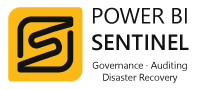 POWER BI
SENTINEL
Governance · Auditing
Disaster Recovery